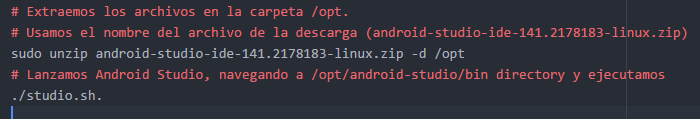 # Extraemos los archivos en la carpeta /opt.
# Usamos el nombre del archivo de la descarga (android-studio-ide-141.2178183-linux.zip)
sudo unzip android-studio-ide-141.2178183-linux.zip -d /opt
# Lanzamos Android Studio, navegando a /opt/android-studio/bin directory y ejecutamos
./studio.sh.